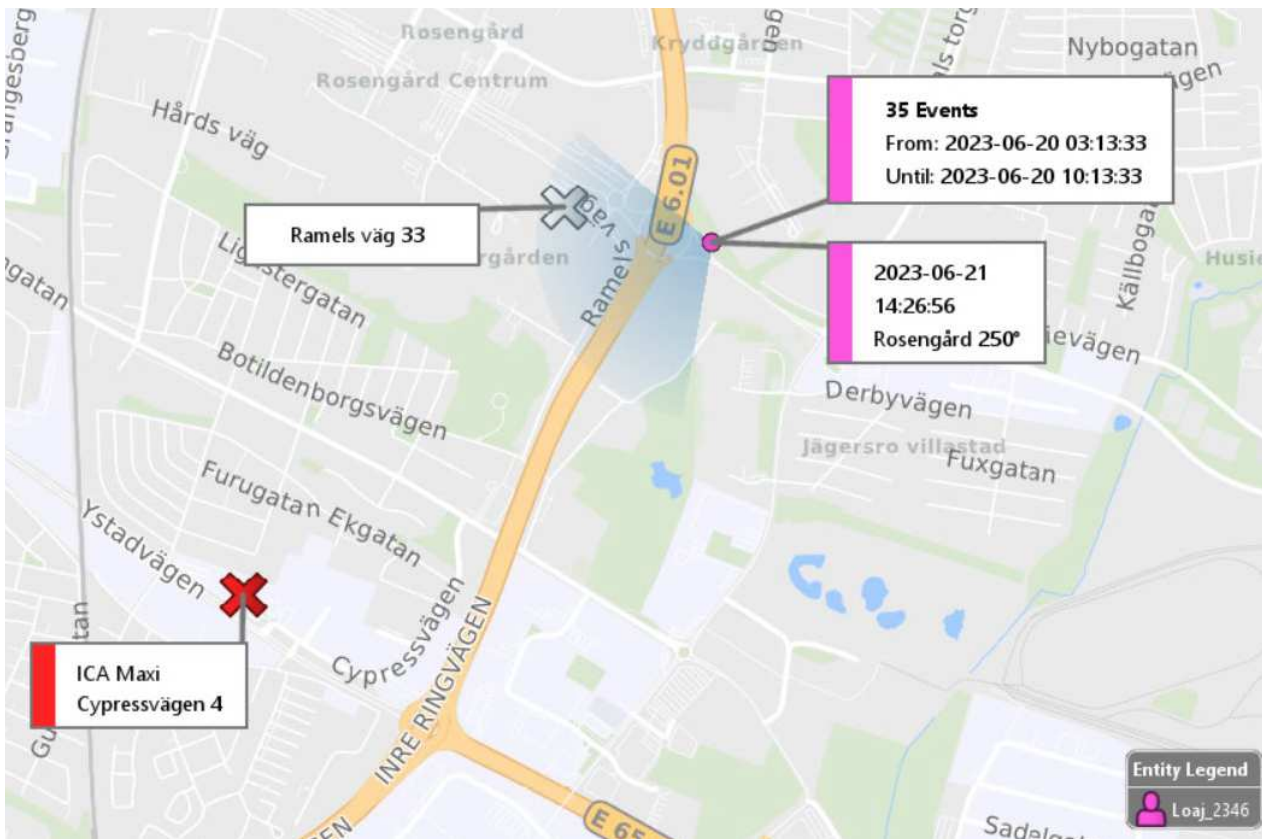 Rosengård
Kryddgården
Nybogatan
Rosengård Centrum
Hårds väg
35 Events
From: 2023-06-20 03:13:33
Until: 2023-06-20 10:13:33
E 6.01
Ramels väg 33
Ramels väg
Källbogat
Husie
2023-06-21
14:26:56
Rosengård 250°
ievägen
Botildenborgsvägen
Derbyvägen
Jägersro villastad
Fuxgatan
Furugatan
Ekgatan
Ystadvägen
Cypressvägen
ICA Maxi
Cypressvägen 4
INRE RINGVÄGEN
E 65
Entity Legend
Loaj_2346